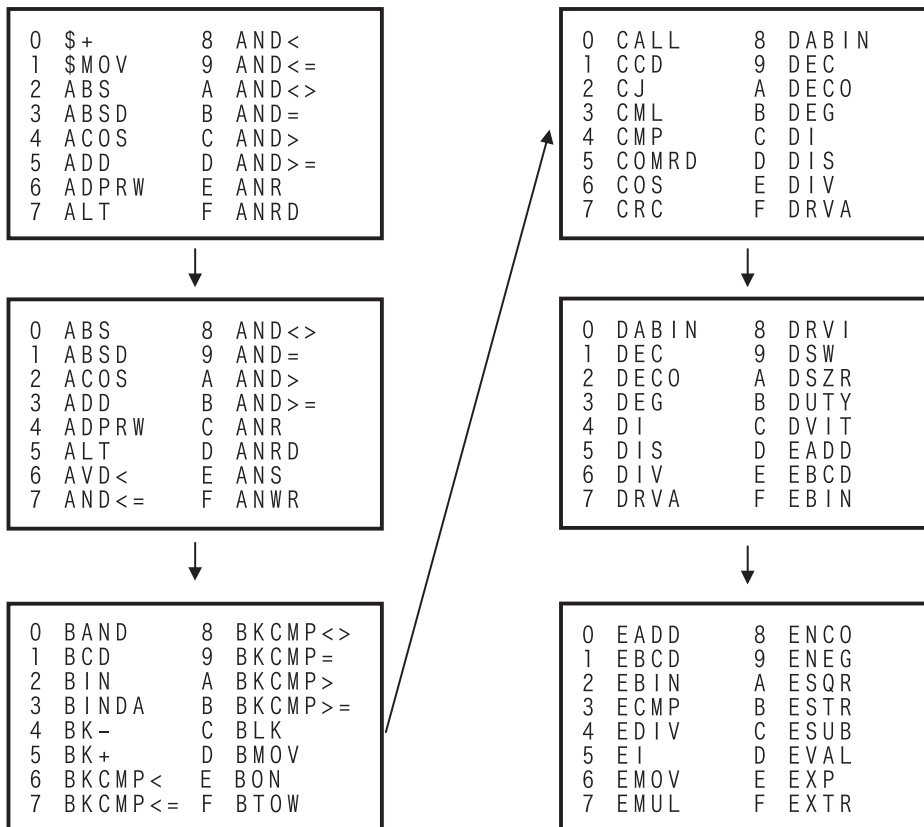 0 $+ 8 AND<
1 $MOV 9 AND<=
2 ABS A AND<>
3 ABSD B AND=
4 ACOS C AND>
5 ADD D AND>=
6 ADPRW E ANR
7 ALT F ANRD
0 ABS 8 AND<>
1 ABSD 9 AND=
2 ACOS A AND>
3 ADD B AND>=
4 ADPRW C ANR
5 ALT D ANRD
6 AVD< E ANS
7 AND<= F ANWR
0 BAND 8 BKCMP<>
1 BCD 9 BKCMP=
2 BIN A BKCMP>
3 BINDA B BKCMP>=
4 BK- C BLK
5 BK+ D BMOV
6 BKCMP< E BON
7 BKCMP<= F BTOW
0 CALL 8 DABIN
1 CCD 9 DEC
2 CJ A DECO
3 CML B DEG
4 CMP C DI
5 COMRD D DIS
6 COS E DIV
7 CRC F DRVA
0 DABIN 8 DRVI
1 DEC 9 DSW
2 DECO A DSZR
3 DEG B DUTY
4 DI C DVIT
5 DIS D EADD
6 DIV E EBCD
7 DRVA F EBIN
0 EADD 8 ENCO
1 EBCD 9 ENEG
2 EBIN A ESQR
3 ECMP B ESTR
4 EDIV C ESUB
5 EI D EVAL
6 EMOV E EXP
7 EMUL F EXTR